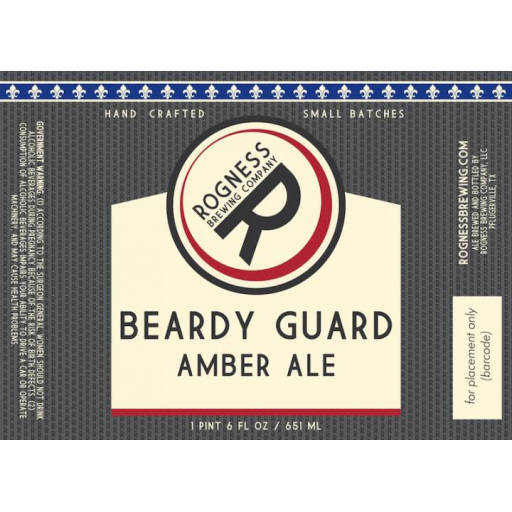 HAND CRAFTED
SMALL BATCHES
ROGNESS
BREWING COMPANY
R
BEARDY GUARD
AMBER ALE
1 PINT 6 FL OZ / 651 ML
GOVERNMENT WARNING: (1) ACCORDING TO THE SURGEON GENERAL, WOMEN SHOULD NOT DRINK
ALCOHOLIC BEVERAGES DURING PREGNANCY BECAUSE OF THE RISK OF BIRTH DEFECTS. (2)
CONSUMPTION OF ALCOHOLIC BEVERAGES IMPAIRS YOUR ABILITY TO DRIVE A CAR OR OPERATE
MACHINERY, AND MAY CAUSE HEALTH PROBLEMS.
ROGNESSBREWING.COM
ALE BREWED AND BOTTLED BY
ROGNESS BREWING COMPANY, LLC
PFLUGERVILLE, TX
for placement only
(barcode)